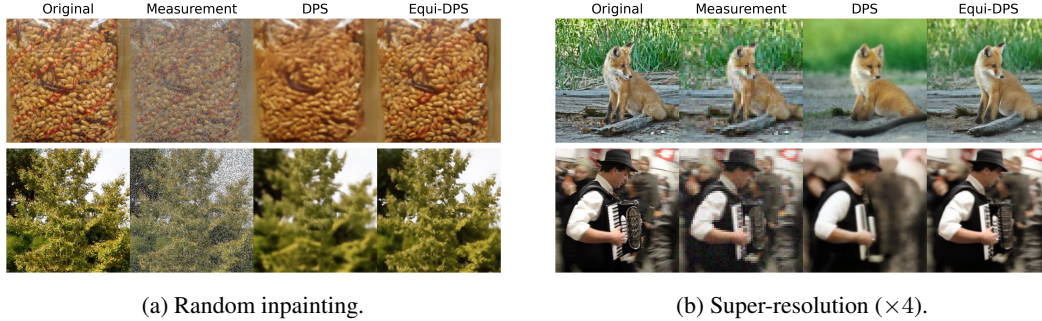 Original Measurement DPS Equi-DPS
Original Measurement DPS Equi-DPS
(a) Random inpainting.
(b) Super-resolution (×4).